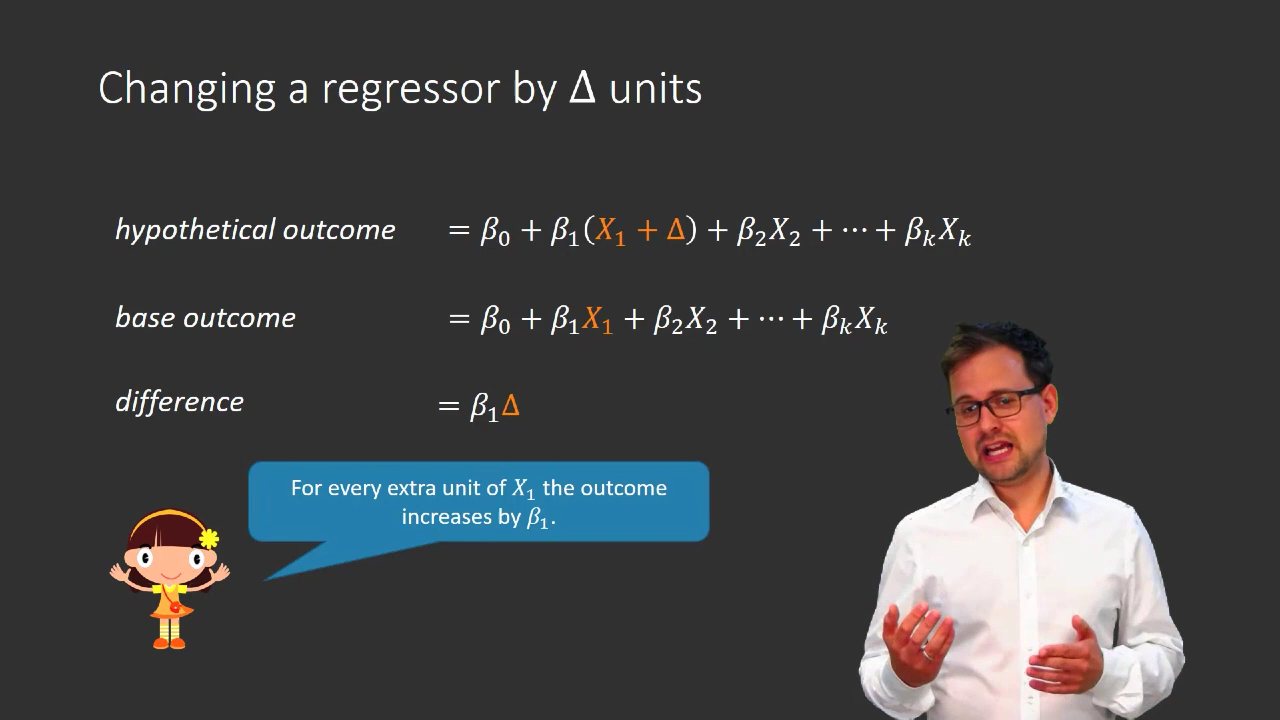 Changing a regressor by Δ units
hypothetical outcome = β₀ + β₁(X₁ + Δ) + β₂X₂ + ⋯ + βₖXₖ
base outcome = β₀ + β₁X₁ + β₂X₂ + ⋯ + βₖXₖ
difference = β₁Δ
For every extra unit of X₁ the outcome
increases by β₁.